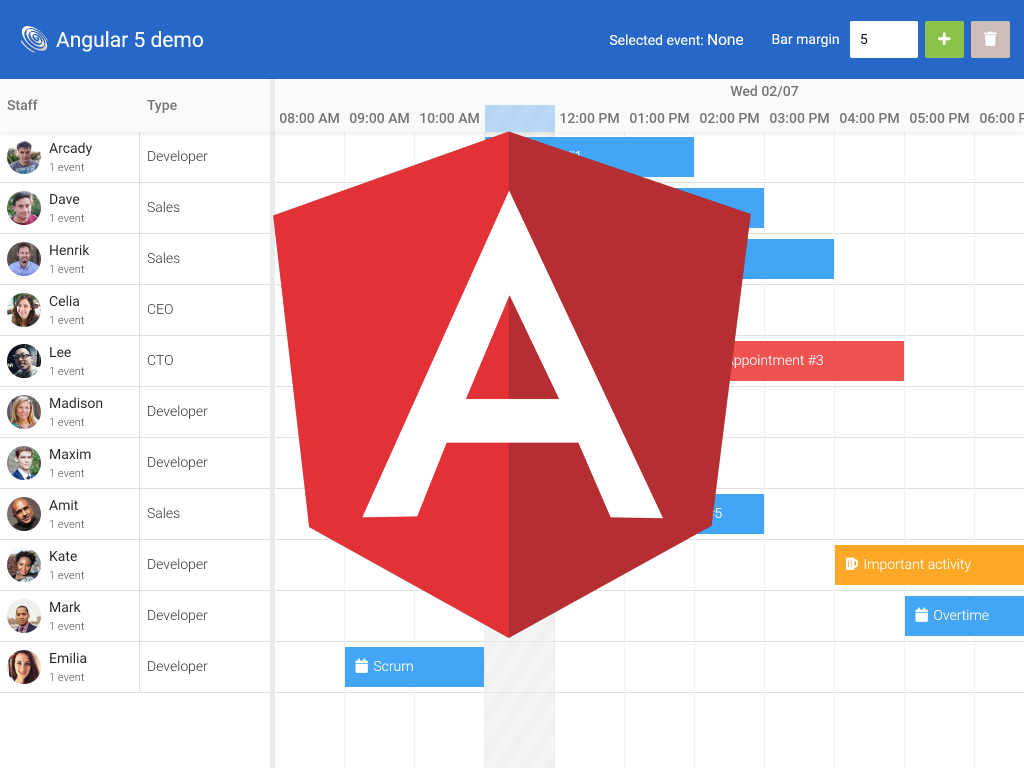 Angular 5 demo
Selected event: None
Bar margin
5
Wed 02/07
Staff
Type
08:00 AM 09:00 AM 10:00 AM 12:00 PM 01:00 PM 02:00 PM 03:00 PM 04:00 PM 05:00 PM 06:00 P
Arcady
1 event
Developer
#1
Dave
1 event
Sales
Henrik
1 event
Sales
Celia
1 event
CEO
Lee
1 event
CTO
Appointment #3
Madison
1 event
Developer
Maxim
1 event
Developer
Amit
1 event
Sales
#5
Kate
1 event
Developer
Important activity
Mark
1 event
Developer
Overtime
Emilia
1 event
Developer
Scrum
A